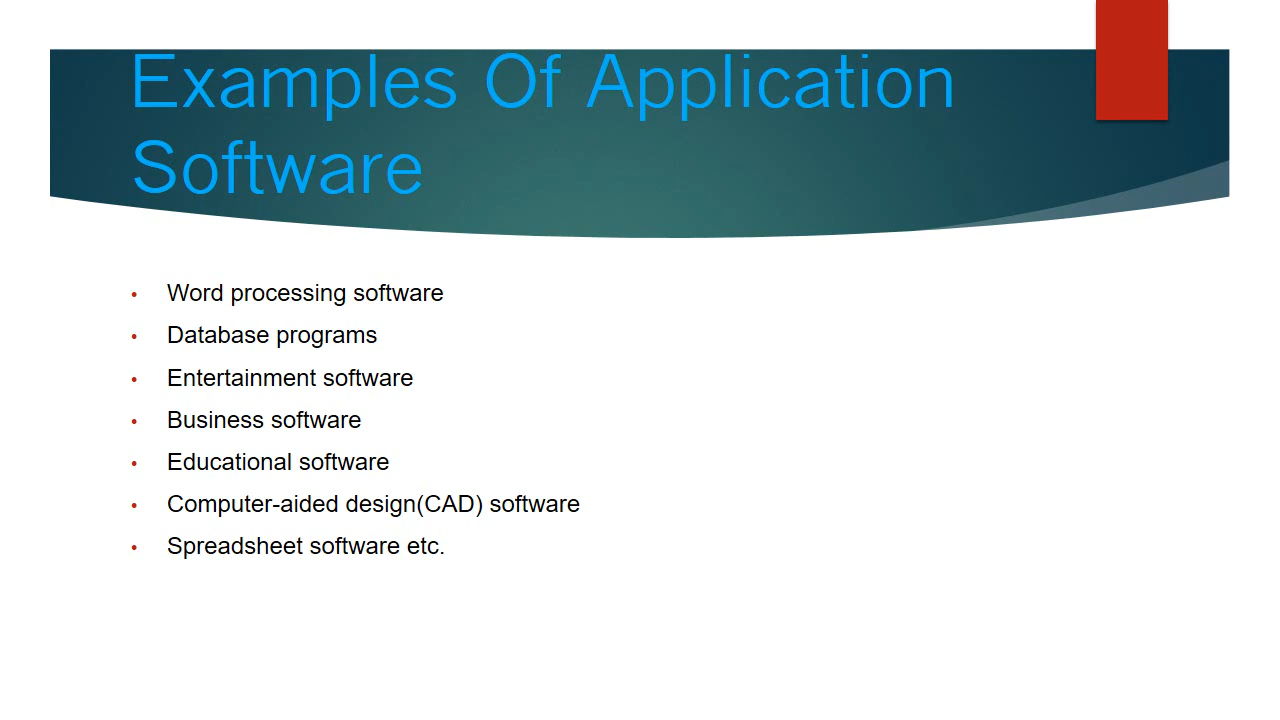 Examples Of Application
Software
• Word processing software
• Database programs
• Entertainment software
• Business software
• Educational software
• Computer-aided design(CAD) software
• Spreadsheet software etc.